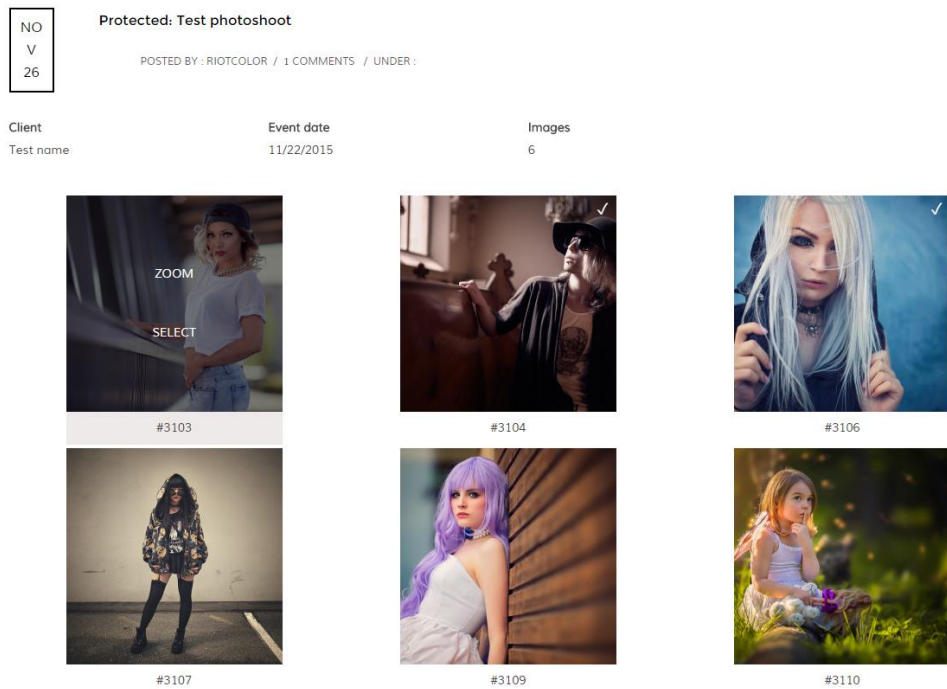 NO
V
26
Protected: Test photoshoot
POSTED BY : RIOTCOLOR / 1 COMMENTS / UNDER :
Client Event date Images
Test name 11/22/2015 6
ZOOM
SELECT
#3103 #3104 #3106
#3107 #3109 #3110